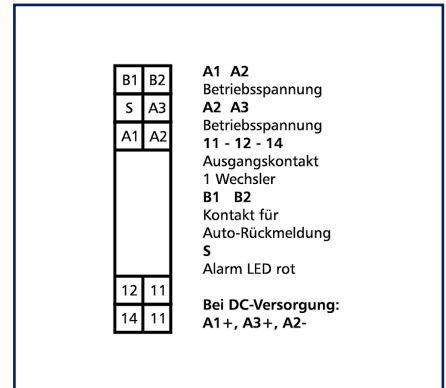 B1 B2
S A3
A1 A2
12 11
14 11
A1 A2
Betriebsspannung
A2 A3
Betriebsspannung
11 - 12 - 14
Ausgangskontakt
1 Wechsler
B1 B2
Kontakt für
Auto-Rückmeldung
S
Alarm LED rot
Bei DC-Versorgung:
A1+, A3+, A2-